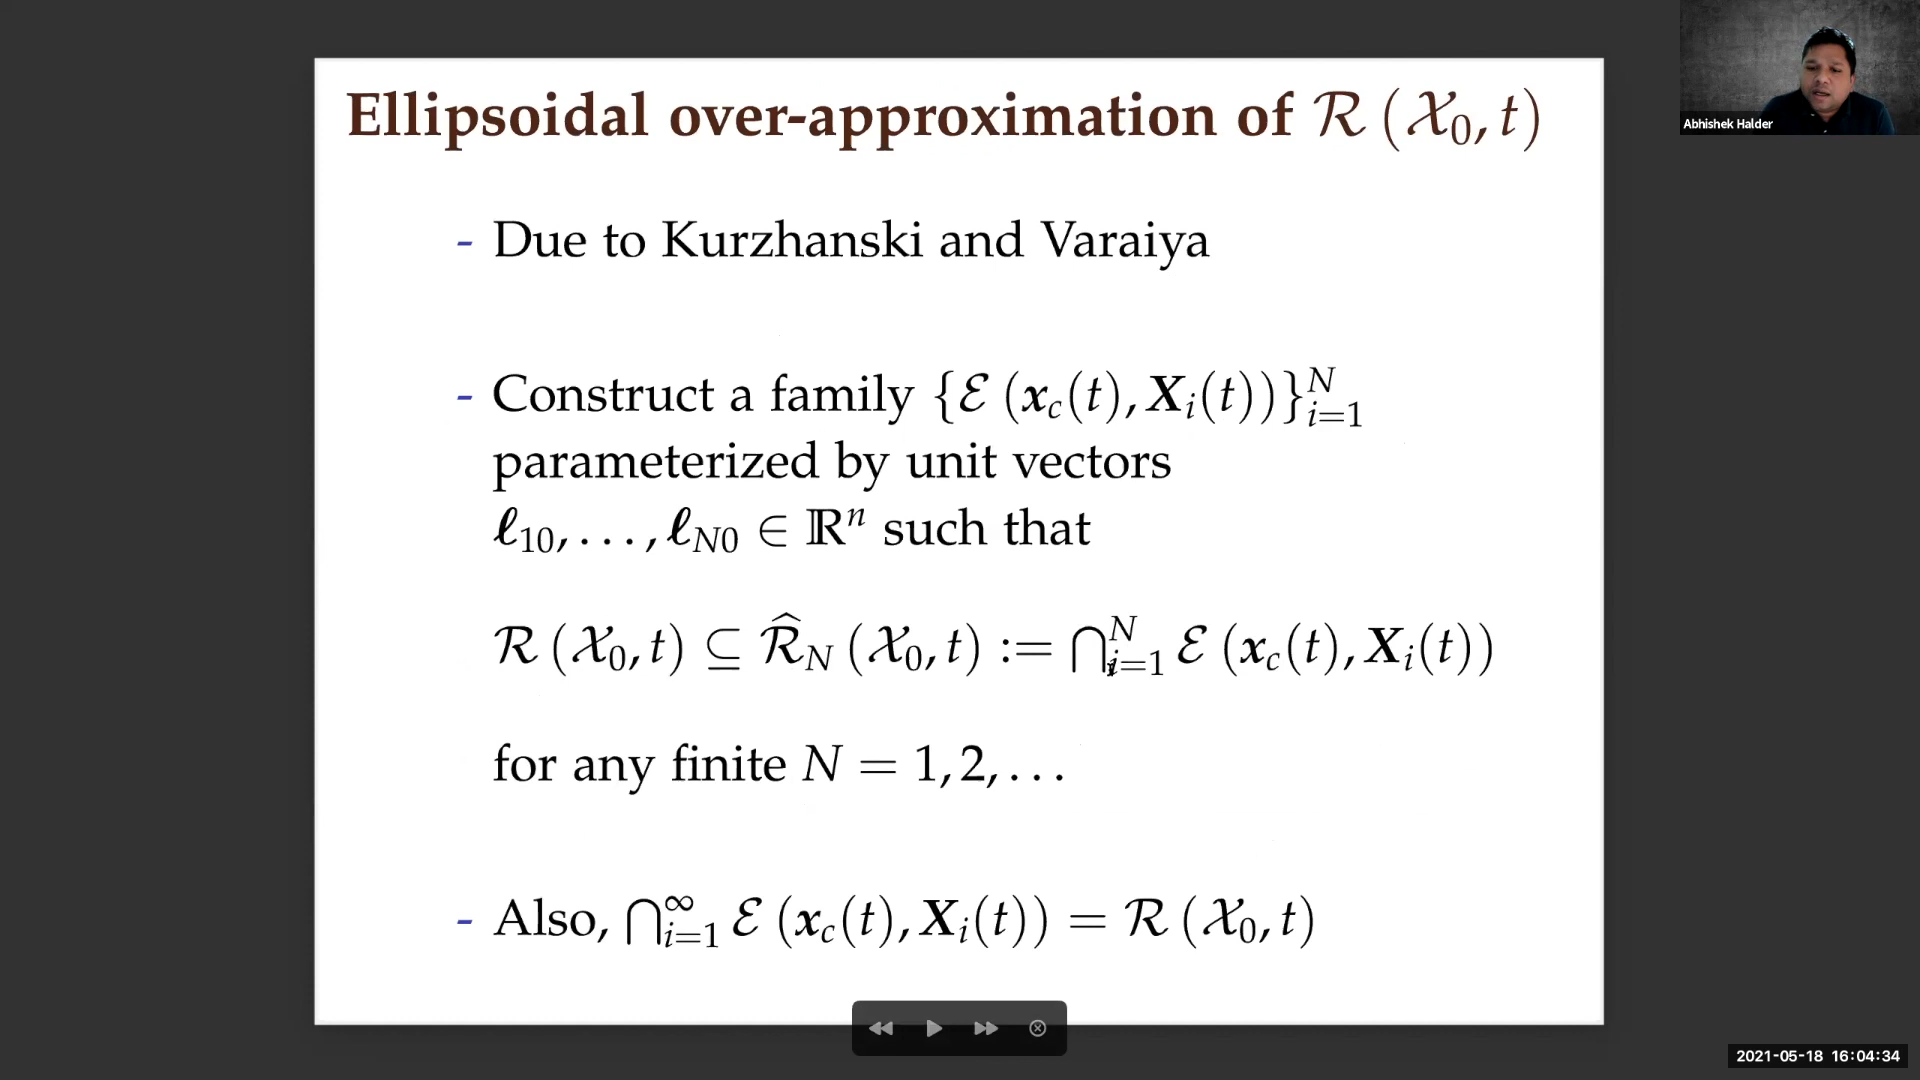 Ellipsoidal over-approximation of ℛ (𝒳₀, t)
Abhishek Halder
- Due to Kurzhanski and Varaiya
- Construct a family {ℰ (𝒙_c(t), 𝐗_i(t))}_{i=1}^N
parameterized by unit vectors
ℓ₁₀, . . . , ℓ_{N0} ∈ ℝⁿ such that
ℛ (𝒳₀, t) ⊆ ℛ̂_N (𝒳₀, t) := ⋂_{i=1}^N ℰ (𝒙_c(t), 𝐗_i(t))
for any finite N = 1, 2, . . .
- Also, ⋂_{i=1}^∞ ℰ (𝒙_c(t), 𝐗_i(t)) = ℛ (𝒳₀, t)
2021-05-18 16:04:34